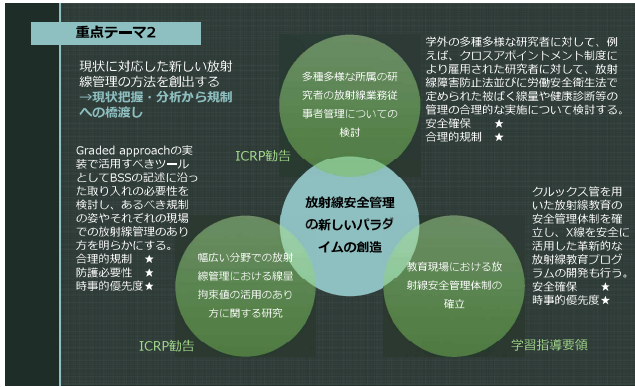 重点テーマ2
現状に対応した新しい放射
線管理の方法を創出する
→現状把握・分析から規制
への橋渡し
多種多様な所属の研
究者の放射線業務従
事者管理についての
検討
ICRP勧告
学外の多種多様な研究者に対して、例
えば、クロスアポイントメント制度に
より雇用された研究者に対して、放射
線障害防止法並びに労働安全衛生法で
定められた被ばく線量や健康診断等の
管理の合理的な実施について検討する。
安全確保 ★
合理的規制 ★
Graded approachの実
装で活用すべきツール
としてBSSの記述に沿っ
た取り入れの必要性を
検討し、あるべき規制
の姿やそれぞれの現場
での放射線管理のあり
方を明らかにする。
合理的規制 ★
防護必要性 ★
時事的優先度★
放射線安全管理
の新しいパラダ
イムの創造
幅広い分野での放射
線管理における線量
拘束値の活用のあり
方に関する研究
ICRP勧告
教育現場における放
射線安全管理体制の
確立
学習指導要領
クルックス管を用
いた放射線教育の
安全管理体制を確
立し、X線を安全に
活用した革新的な
放射線教育プログ
ラムの開発も行う。
安全確保 ★
時事的優先度★